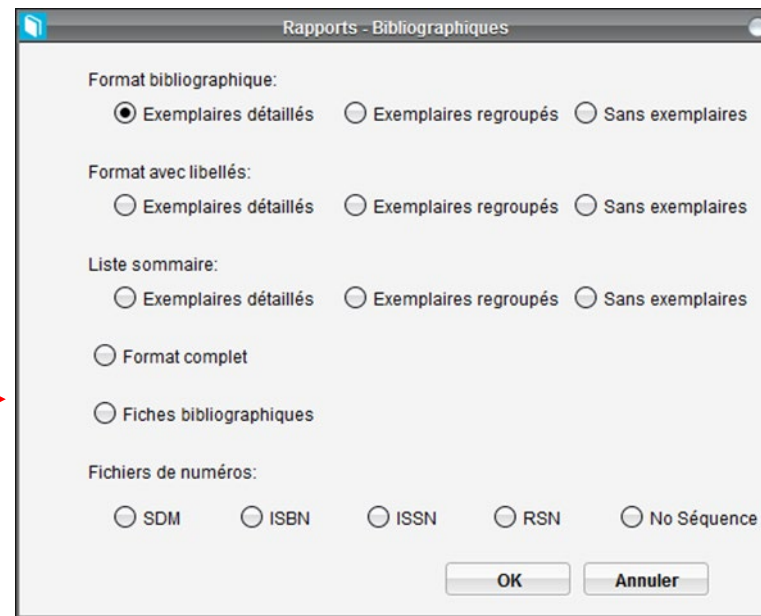 Rapports - Bibliographiques
Format bibliographique:
Exemplaires détaillés Exemplaires regroupés Sans exemplaires
Format avec libellés:
Exemplaires détaillés Exemplaires regroupés Sans exemplaires
Liste sommaire:
Exemplaires détaillés Exemplaires regroupés Sans exemplaires
Format complet
Fiches bibliographiques
Fichiers de numéros:
SDM ISBN ISSN RSN No Séquence
OK Annuler